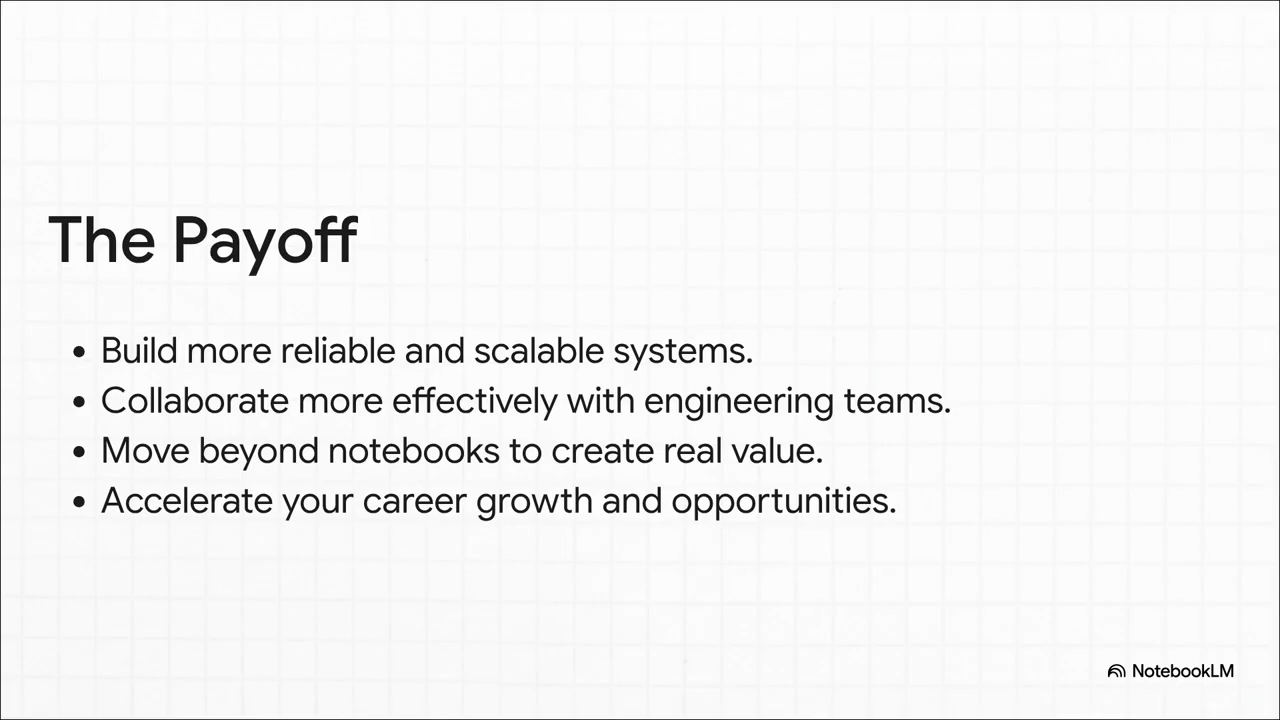 The Payoff
• Build more reliable and scalable systems.
• Collaborate more effectively with engineering teams.
• Move beyond notebooks to create real value.
• Accelerate your career growth and opportunities.
NotebookLM